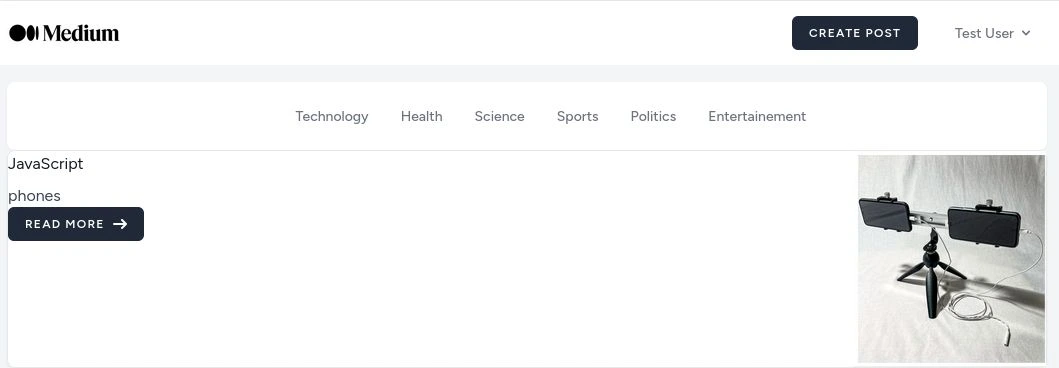 Medium
CREATE POST
Test User
Technology Health Science Sports Politics Entertainement
JavaScript
phones
READ MORE